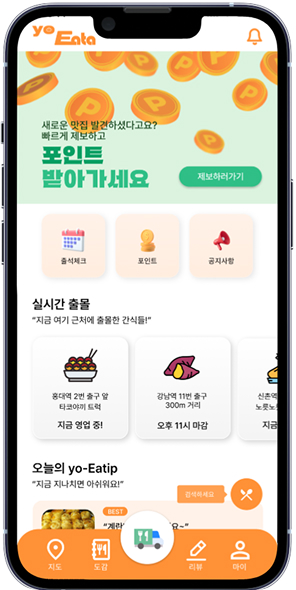 yo-
Eata
새로운 맛집 발견하셨다고요?
빠르게 제보하고
포인트
받아가세요
제보하러가기
출석체크
포인트
공지사항
실시간 출몰
“지금 여기 근처에 출몰한 간식들!”
홍대역 2번 출구 앞
타코야끼 트럭
지금 영업 중!
강남역 11번 출구
300m 거리
오후 11시 마감
신촌역
노릇노릇
지금
오늘의 yo-Eatip
“지금 지나치면 아쉬워요!”
검색하세요
BEST
“계란
요~”
지도
도감
리뷰
마이